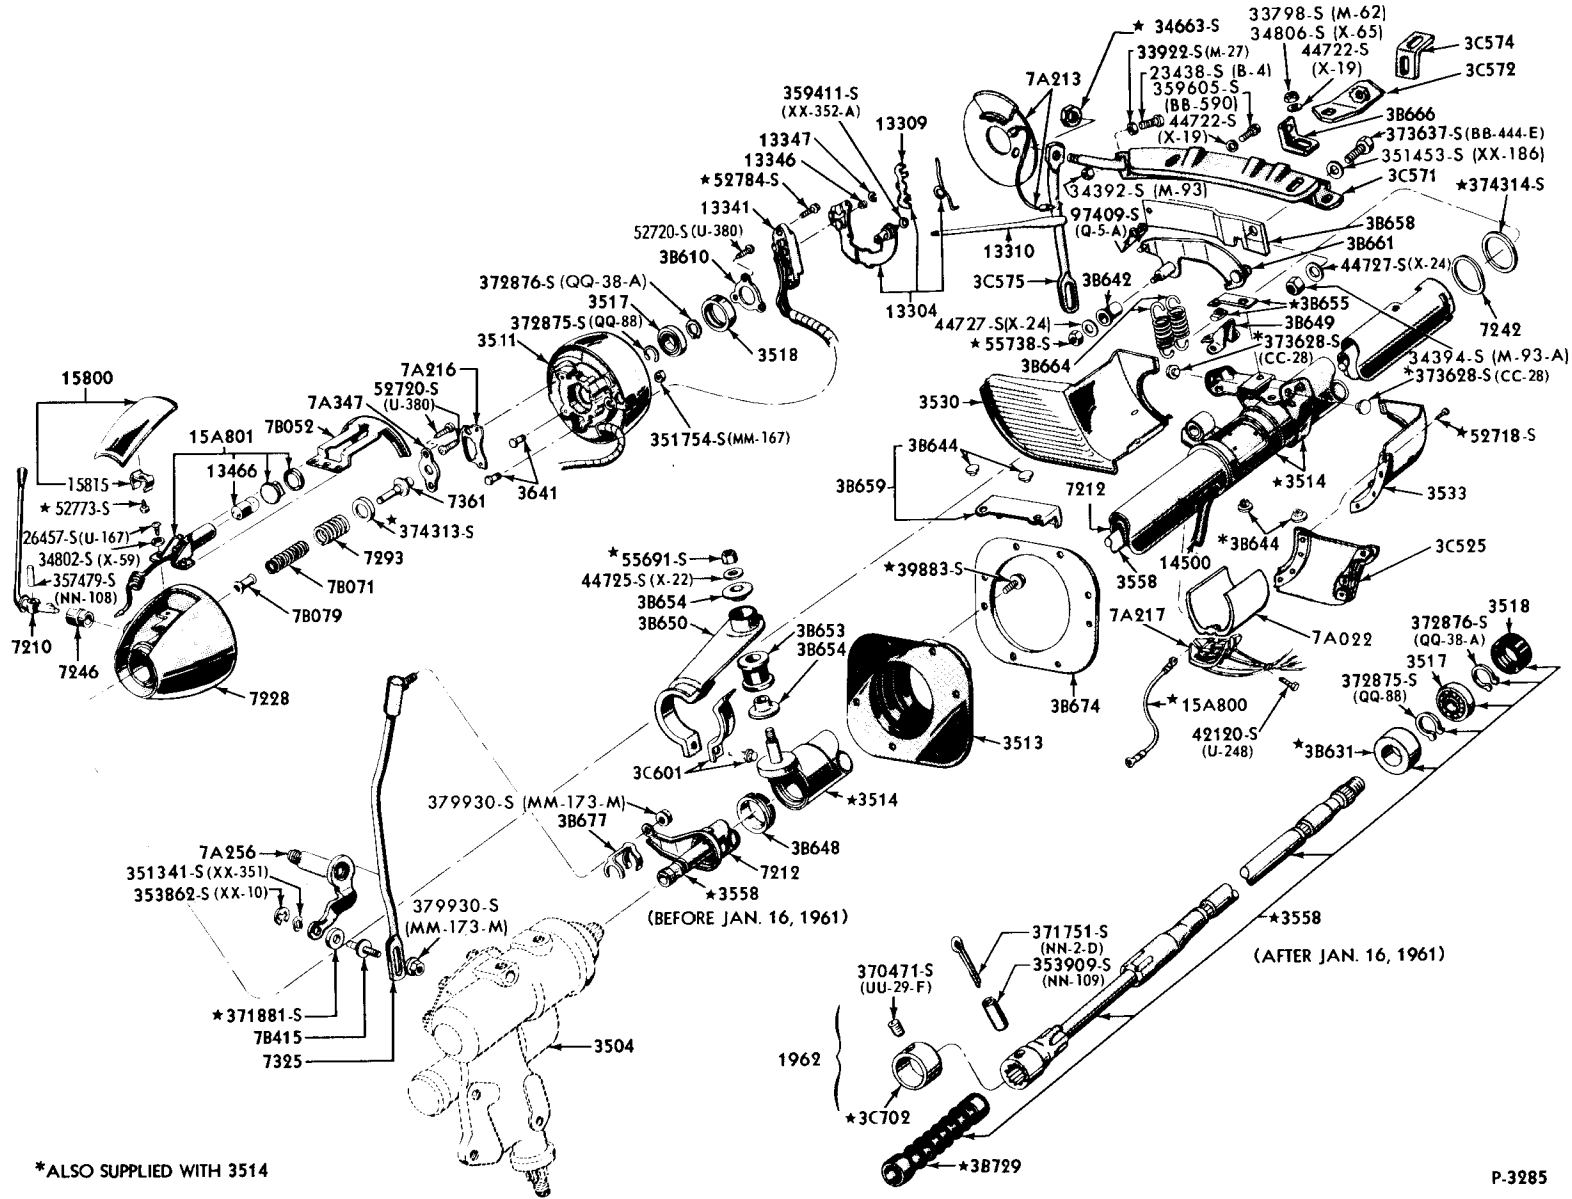 33798-S (M-62)
★ 34663-S
34806-S (X-65)
3C574
33922-S (M-27)
44722-S
(X-19)
3C572
7A213
23438-S (B-4)
359605-S
(BB-590)
359411-S
(XX-352-A)
3B666
44722-S
(X-19)
13309
373637-S (BB-444-E)
13347
351453-S (XX-186)
13346
3C571
★52784-S
34392-S (M-93)
★374314-S
13341
97409-S
(Q-5-A)
3B658
52720-S (U-380)
3B661
3B610
13310
44727-S (X-24)
372876-S (QQ-38-A)
3C575
3B642
★3B655
3517
13304
3B649
7242
372875-S (QQ-88)
44727-S (X-24)
*373628-S
(CC-28)
3511
3518
★55738-S
34394-S (M-93-A)
3B664
*373628-S (CC-28)
15800
7A216
52720-S
(U-380)
3530
7A347
★52718-S
15A801
7B052
351754-S (MM-167)
3B644
13466
3B659
★3514
15815
7361
3641
7212
3533
★ 52773-S
★
374313-S
*3B644
26457-S (U-167)
7293
★55691-S
3558
14500
3C525
34802-S (X-59)
7B071
44725-S (X-22)
★39883-S
357479-S
(NN-108)
7B079
3B654
3518
7A217
372876-S
(QQ-38-A)
3B650
3B653
7A022
7210
3B654
3517
7246
372875-S
(QQ-88)
7228
3B674
★ 15A800
3513
42120-S
(U-248)
★3B631
3C601
★3514
379930-S (MM-173-M)
3B677
3B648
7A256
7212
351341-S (XX-351)
★3558
353862-S (XX-10)
379930-S
(MM-173-M)
(BEFORE JAN. 16, 1961)
★3558
371751-S
(NN-2-D)
(AFTER JAN. 16, 1961)
370471-S
(UU-29-F)
353909-S
(NN-109)
★371881-S
7B415
3504
1962
7325
★3C702
★3B729
*ALSO SUPPLIED WITH 3514
P-3285